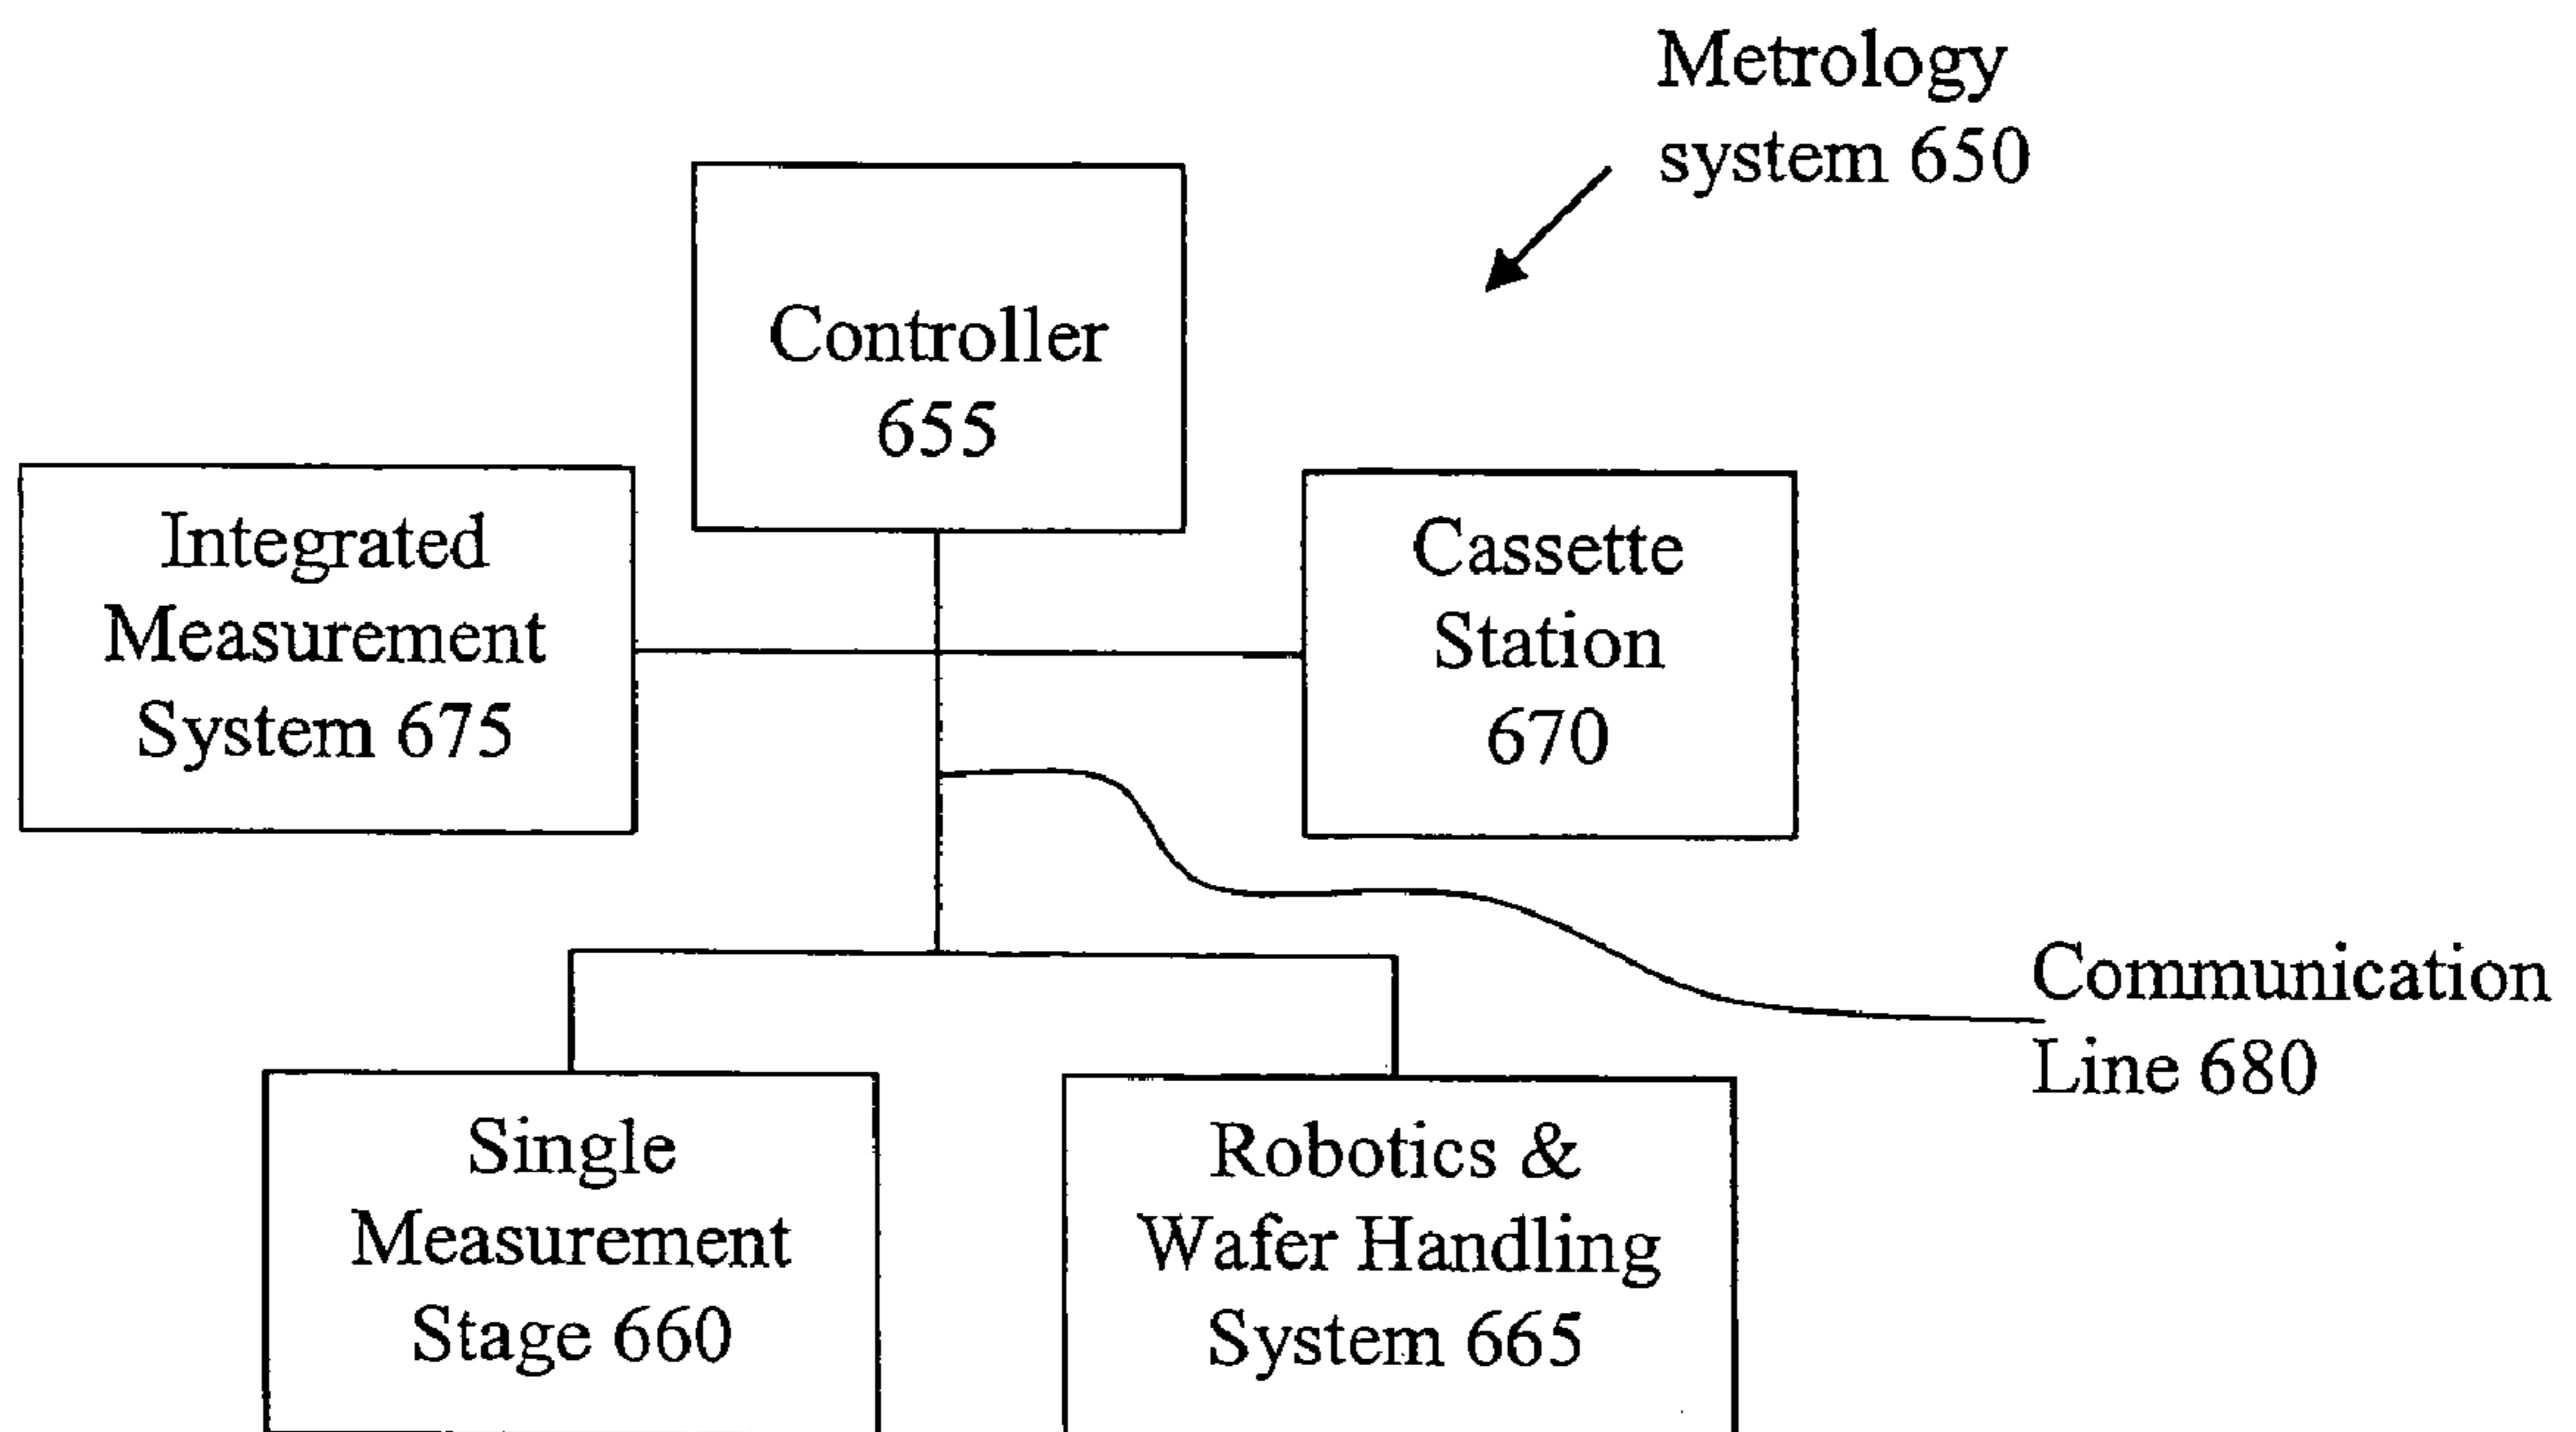 Metrology
system 650
Controller
655
Integrated
Measurement
System 675
Cassette
Station
670
Communication
Line 680
Single
Measurement
Stage 660
Robotics &
Wafer Handling
System 665